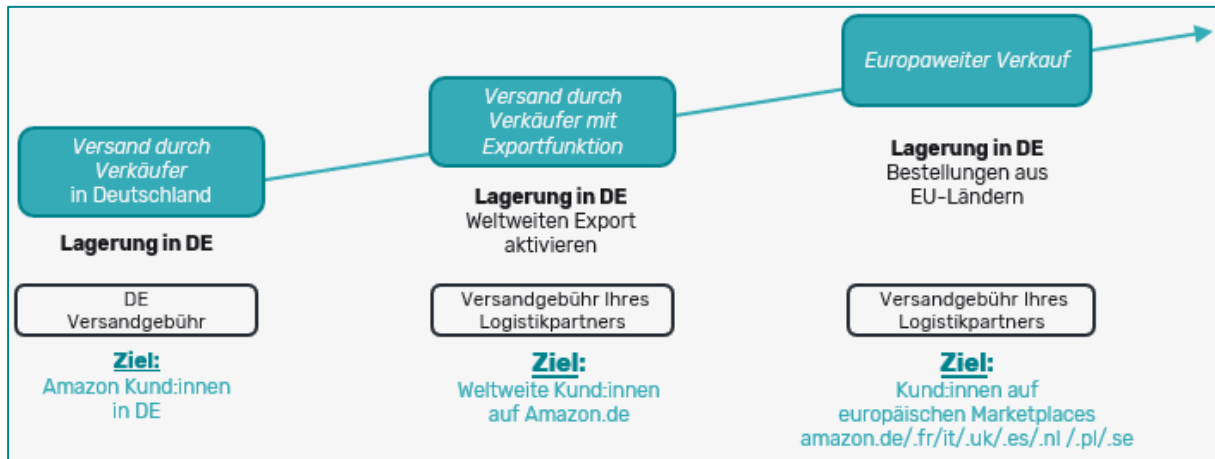 Versand durch
Verkäufer
in Deutschland
Lagerung in DE
DE
Versandgebühr
Ziel:
Amazon Kund:innen
in DE
Versand durch
Verkäufer mit
Exportfunktion
Lagerung in DE
Weltweiten Export
aktivieren
Versandgebühr Ihres
Logistikpartners
Ziel:
Weltweite Kund:innen
auf Amazon.de
Europaweiter Verkauf
Lagerung in DE
Bestellungen aus
EU-Ländern
Versandgebühr Ihres
Logistikpartners
Ziel:
Kund:innen auf
europäischen Marketplaces
amazon.de/.fr/it/.uk/.es/.nl /.pl/.se